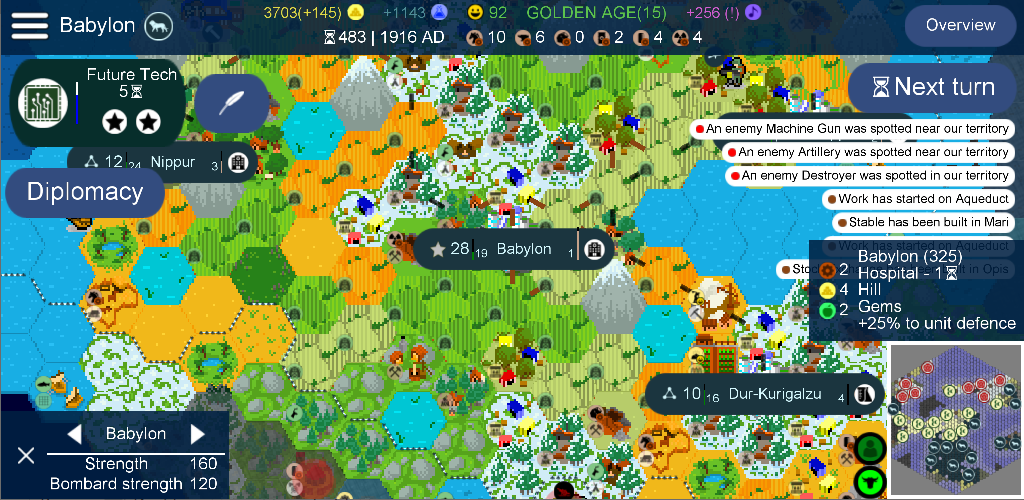 Babylon
3703(+145)
+1143
92
GOLDEN AGE(15)
+256 (!)
Overview
483 | 1916 AD
10
6
0
2
4
4
Future Tech
5
Next turn
An enemy Machine Gun was spotted near our territory
An enemy Artillery was spotted near our territory
An enemy Destroyer was spotted in our territory
Work has started on Aqueduct
Stable has been built in Mari
Work has started on Aqueduct
12 24 Nippur 3
Diplomacy
28 19 Babylon 1
Babylon (325)
2 Hospital - 1
4 Hill
2 Gems
+25% to unit defence
10 16 Dur-Kurigalzu 4
Babylon
Strength 160
Bombard strength 120